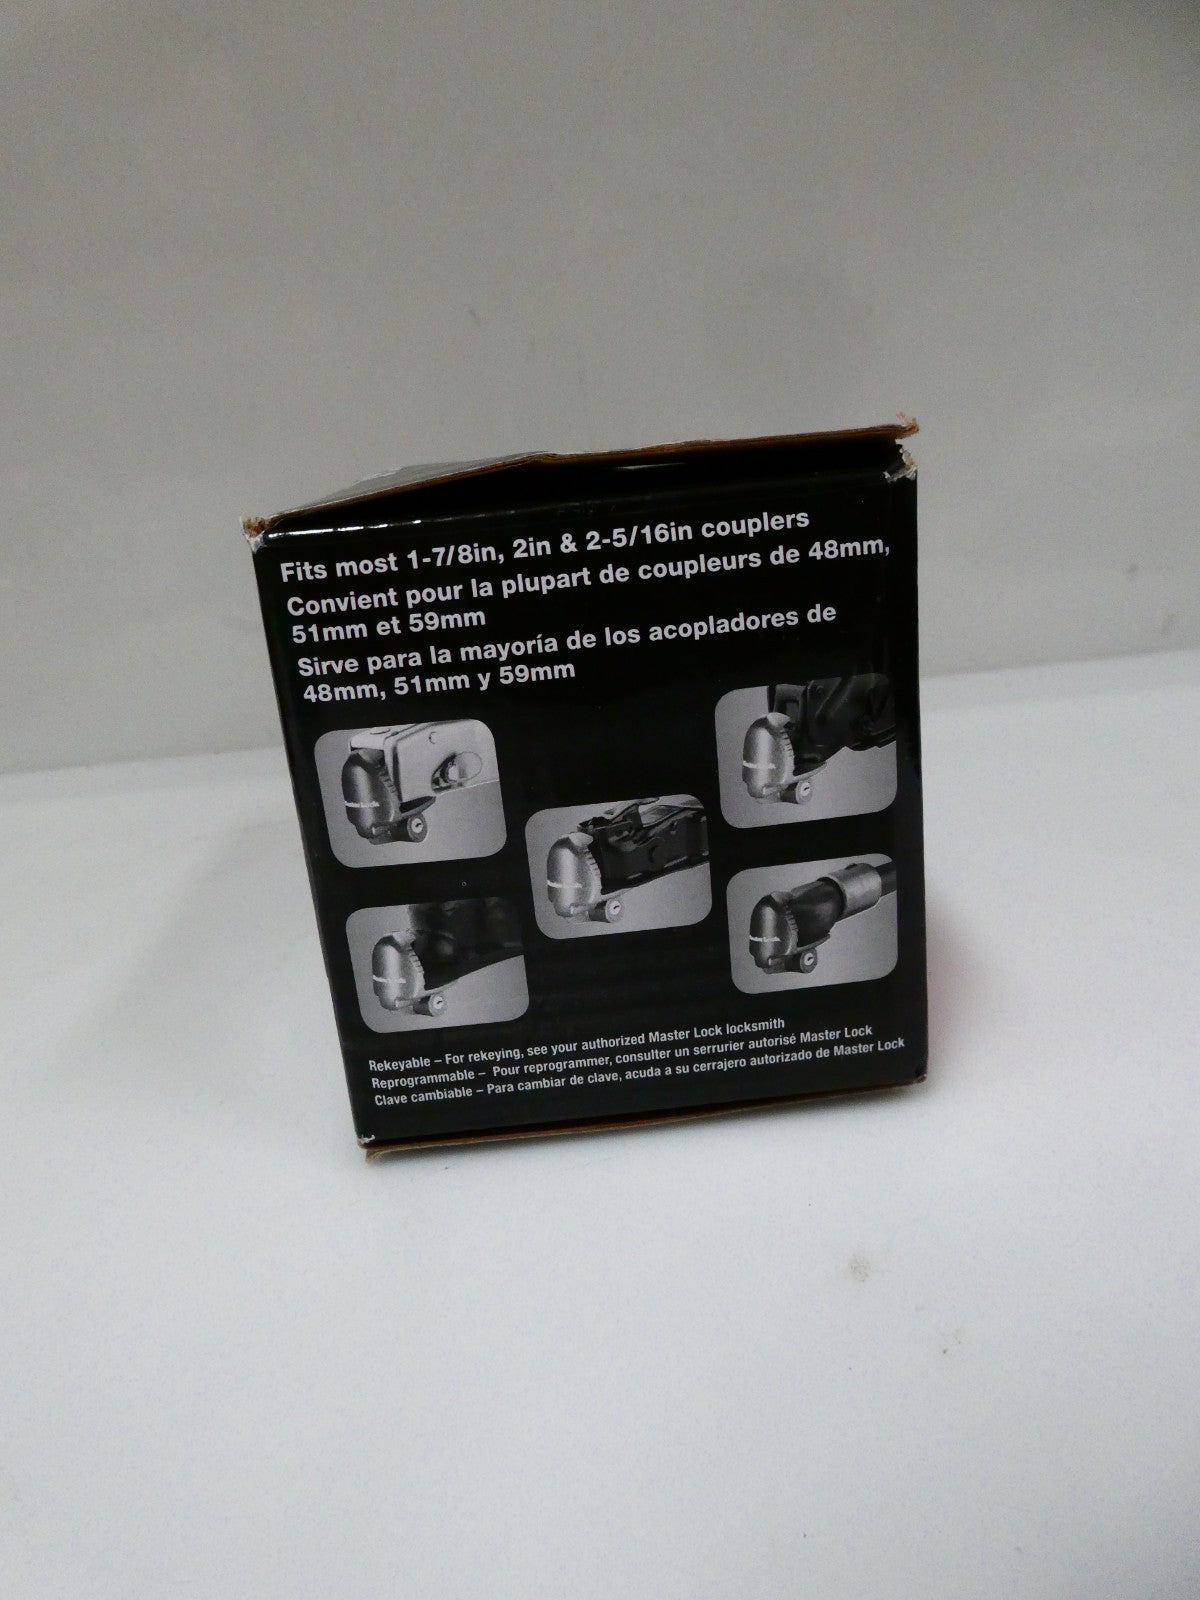 Fits most 1-7/8in, 2in & 2-5/16in couplers
Convient pour la plupart de coupleurs de 48mm,
51mm et 59mm
Sirve para la mayoría de los acopladores de
48mm, 51mm y 59mm
Rekeyable – For rekeying, see your authorized Master Lock locksmith
Reprogrammable – Pour reprogrammer, consulter un serrurier autorisé Master Lock
Clave cambiable – Para cambiar de clave, acuda a su cerrajero autorizado de Master Lock